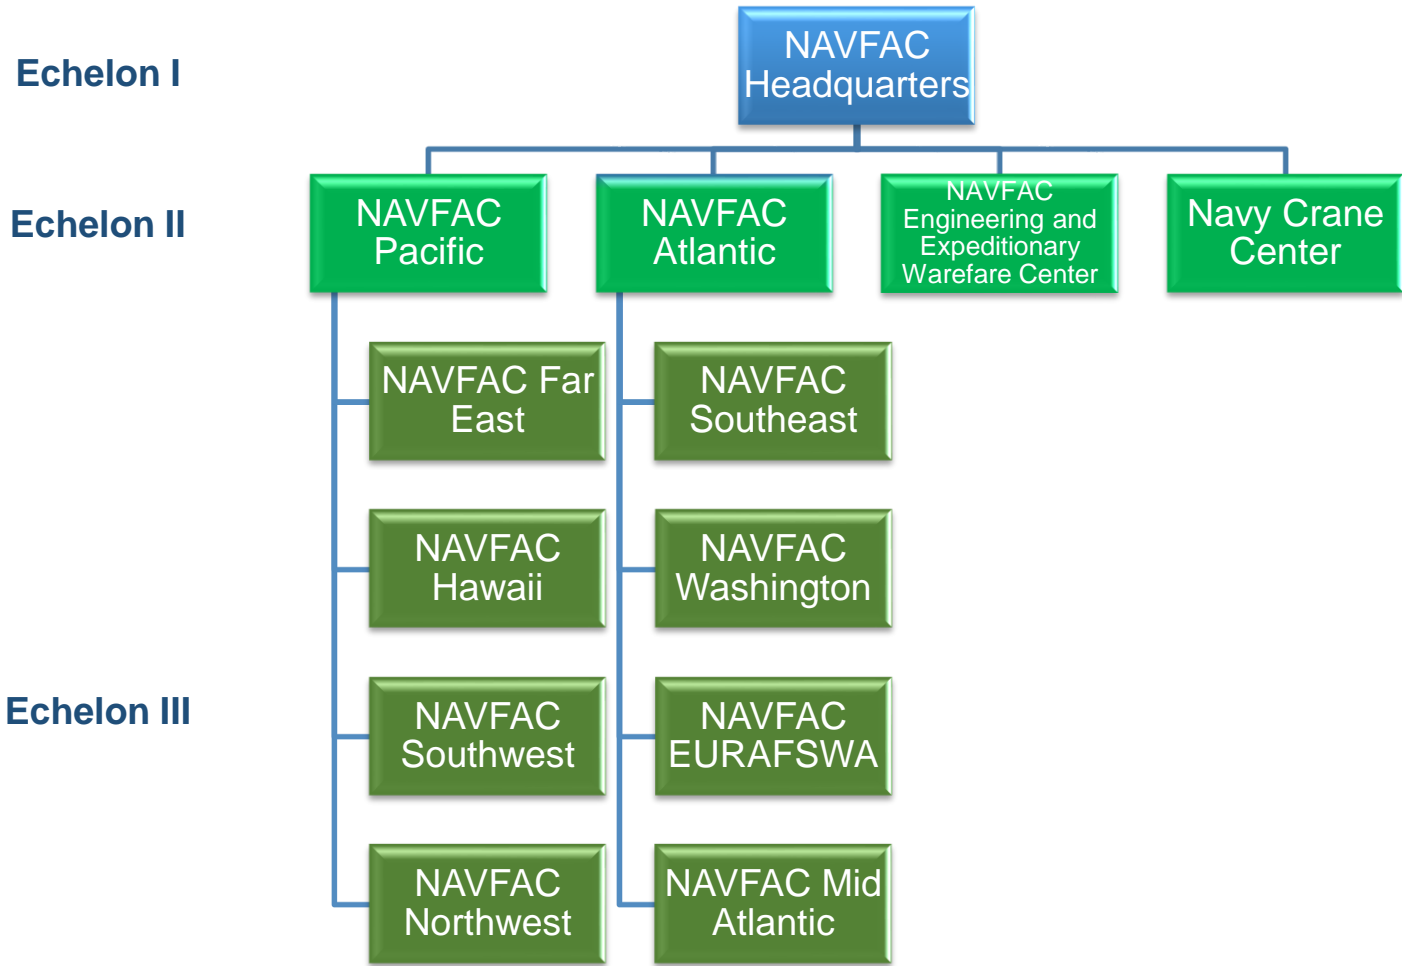 Echelon I
NAVFAC
Headquarters
Echelon II
NAVFAC
Pacific
NAVFAC
Atlantic
NAVFAC
Engineering and
Expeditionary
Warefare Center
Navy Crane
Center
Echelon III
NAVFAC Far
East
NAVFAC
Hawaii
NAVFAC
Southwest
NAVFAC
Northwest
NAVFAC
Southeast
NAVFAC
Washington
NAVFAC
EURAFSWA
NAVFAC Mid
Atlantic